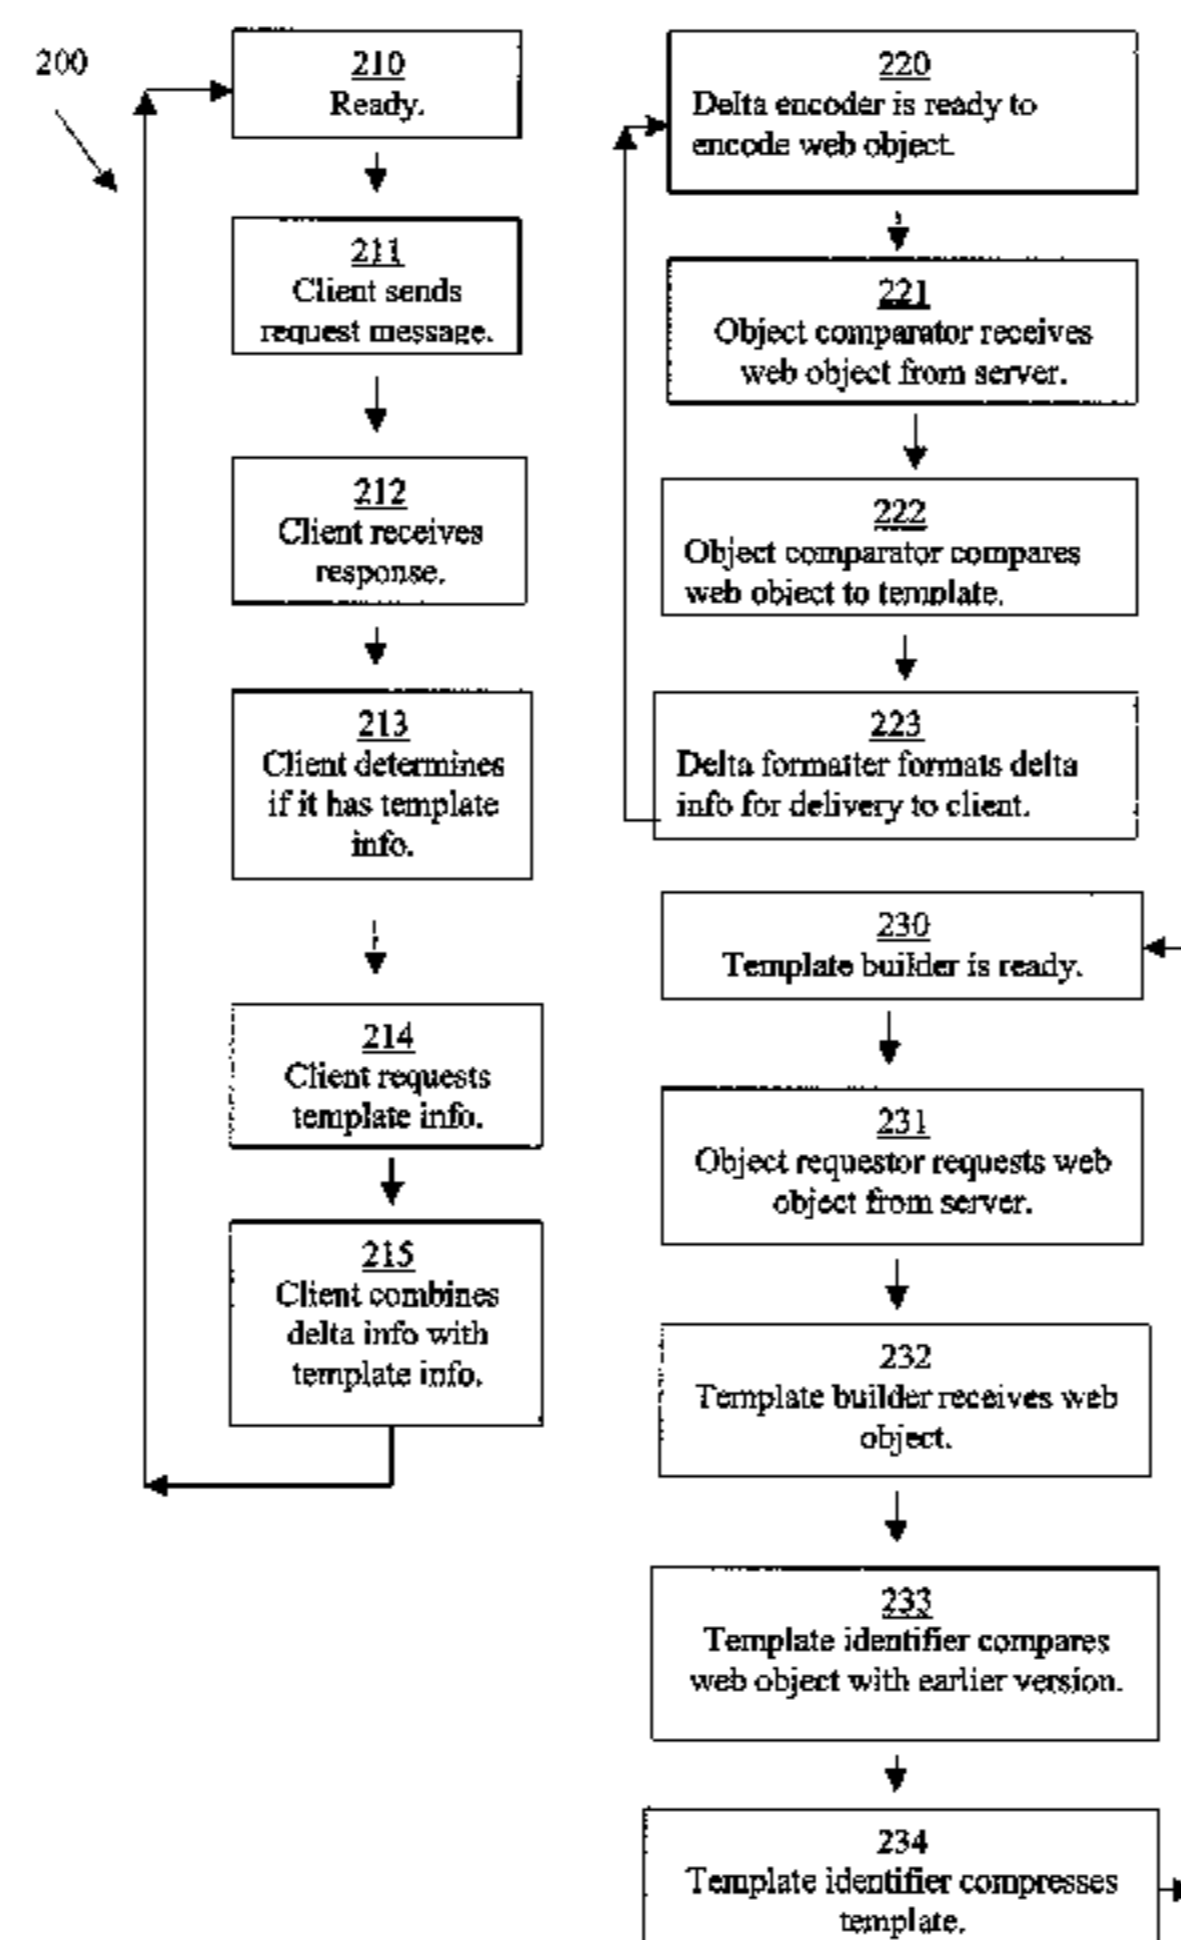 200
210
Ready.
211
Client sends
request message.
212
Client receives
response.
213
Client determines
if it has template
info.
214
Client requests
template info.
215
Client combines
delta info with
template info.
220
Delta encoder is ready to
encode web object.
221
Object comparator receives
web object from server.
222
Object comparator compares
web object to template.
223
Delta formatter formats delta
info for delivery to client.
230
Template builder is ready.
231
Object requestor requests web
object from server.
232
Template builder receives web
object.
233
Template identifier compares
web object with earlier version.
234
Template identifier compresses
template.